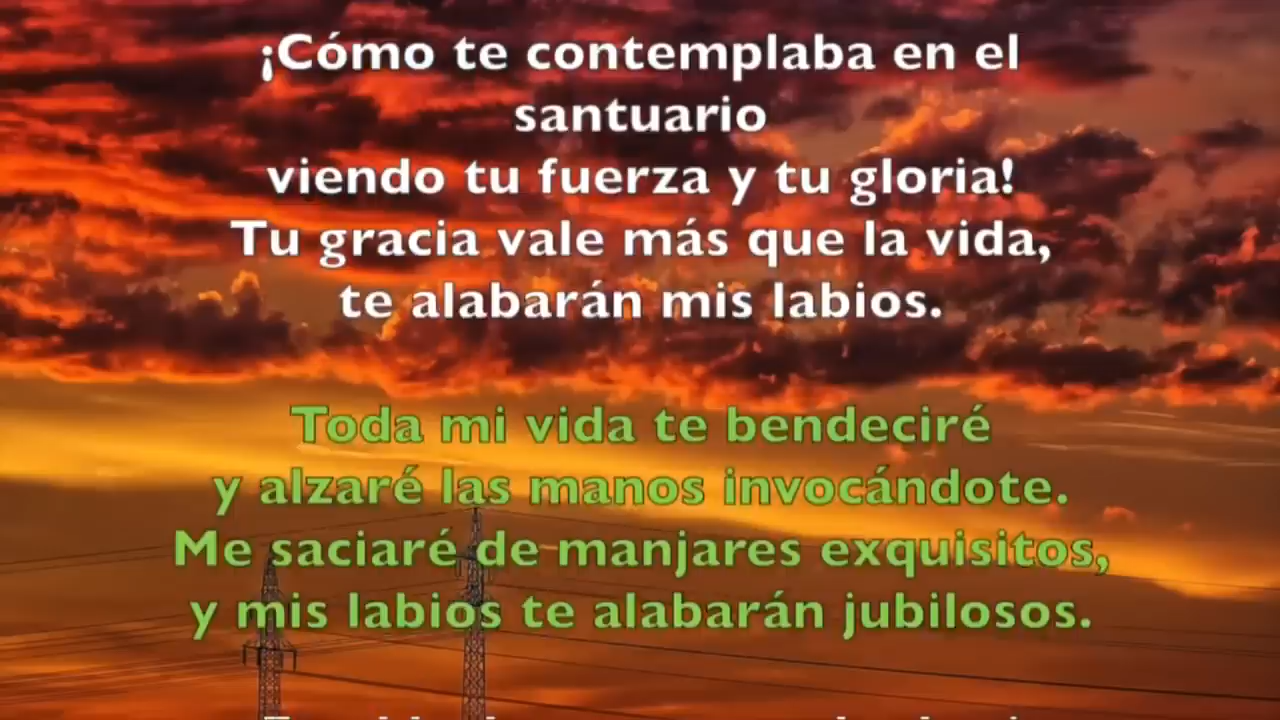 ¡Cómo te contemplaba en el
santuario
viendo tu fuerza y tu gloria!
Tu gracia vale más que la vida,
te alabarán mis labios.
Toda mi vida te bendeciré
y alzaré las manos invocándote.
Me saciaré de manjares exquisitos,
y mis labios te alabarán jubilosos.